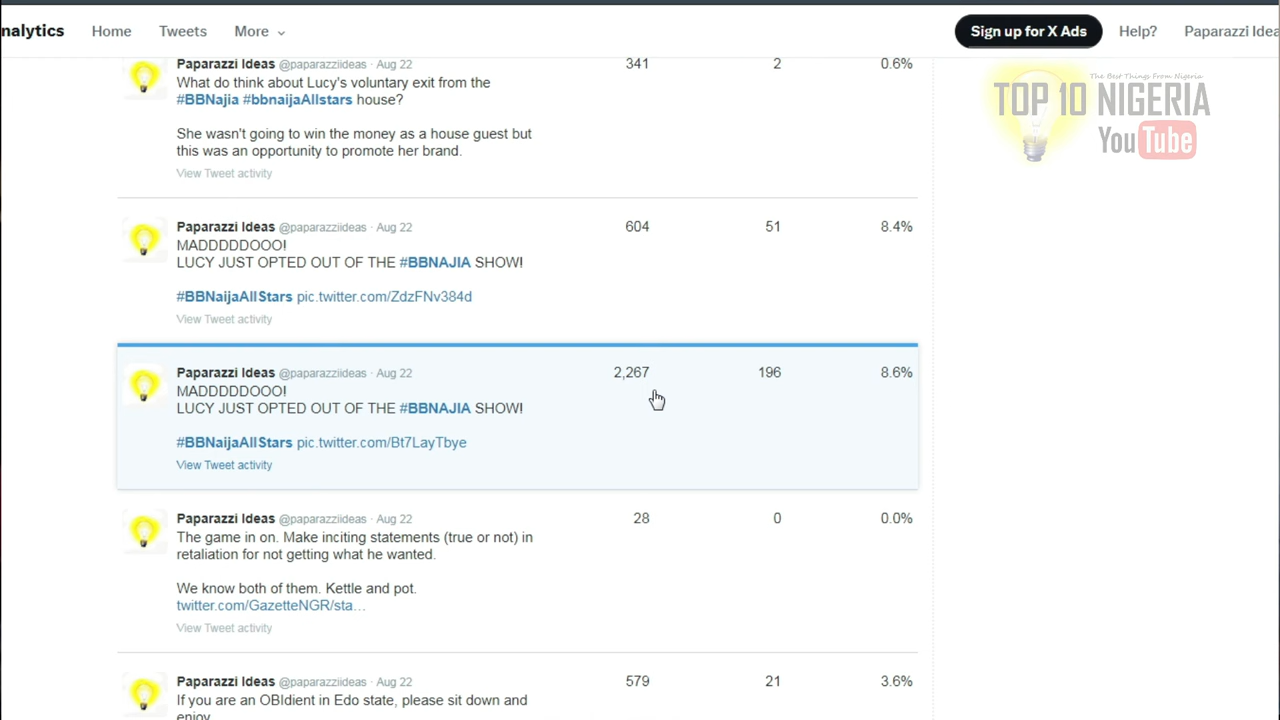 nalytics Home Tweets More Sign up for X Ads Help? Paparazzi Idea
The Best Things From Nigeria
TOP 10 NIGERIA
YouTube
Paparazzi Ideas @paparazziideas · Aug 22 341 2 0.6%
What do think about Lucy's voluntary exit from the
#BBNajia #bbnaijaAllstars house?
She wasn't going to win the money as a house guest but
this was an opportunity to promote her brand.
View Tweet activity
Paparazzi Ideas @paparazziideas · Aug 22 604 51 8.4%
MADDDDDOOO!
LUCY JUST OPTED OUT OF THE #BBNAJIA SHOW!
#BBNaijaAllStars pic.twitter.com/ZdzFNv384d
View Tweet activity
Paparazzi Ideas @paparazziideas · Aug 22 2,267 196 8.6%
MADDDDDOOO!
LUCY JUST OPTED OUT OF THE #BBNAJIA SHOW!
#BBNaijaAllStars pic.twitter.com/Bt7LayTbye
View Tweet activity
Paparazzi Ideas @paparazziideas · Aug 22 28 0 0.0%
The game in on. Make inciting statements (true or not) in
retaliation for not getting what he wanted.
We know both of them. Kettle and pot.
twitter.com/GazetteNGR/sta…
View Tweet activity
Paparazzi Ideas @paparazziideas · Aug 22 579 21 3.6%
If you are an OBIdient in Edo state, please sit down and
enjoy